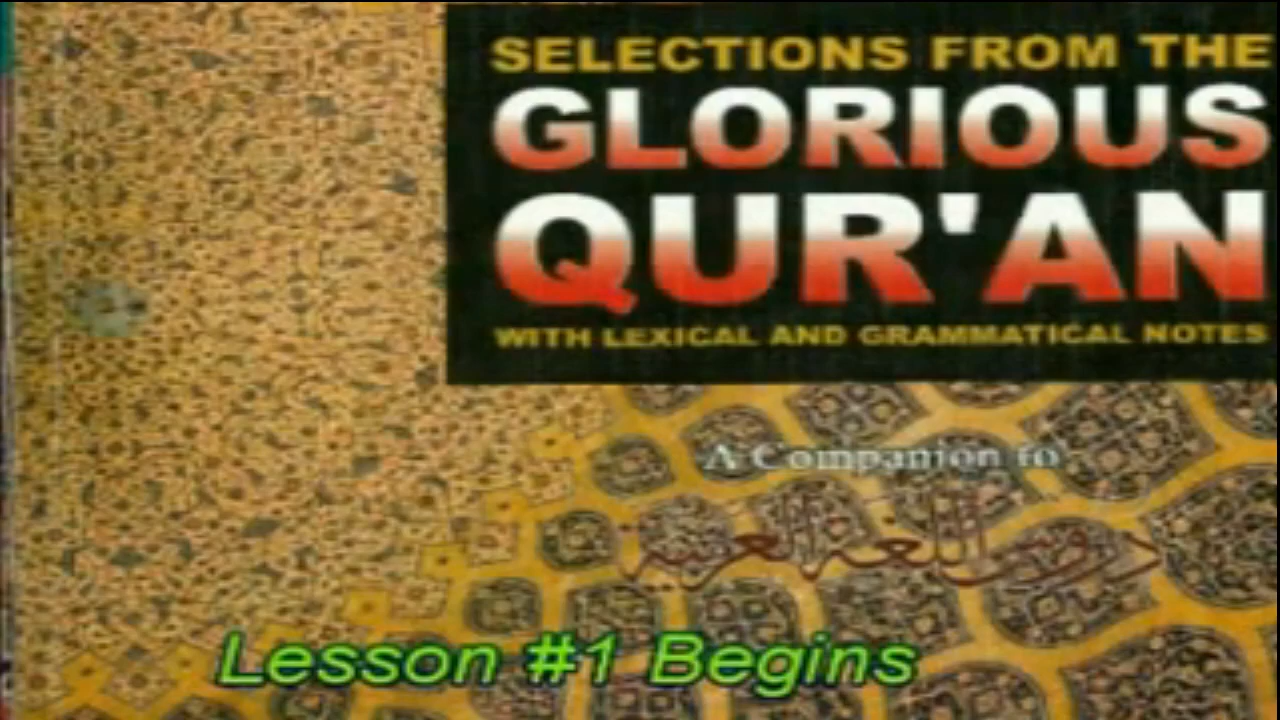 SELECTIONS FROM THE
GLORIOUS
QUR'AN
WITH LEXICAL AND GRAMMATICAL NOTES
A Companion to
دروس اللغة العربية
Lesson #1 Begins